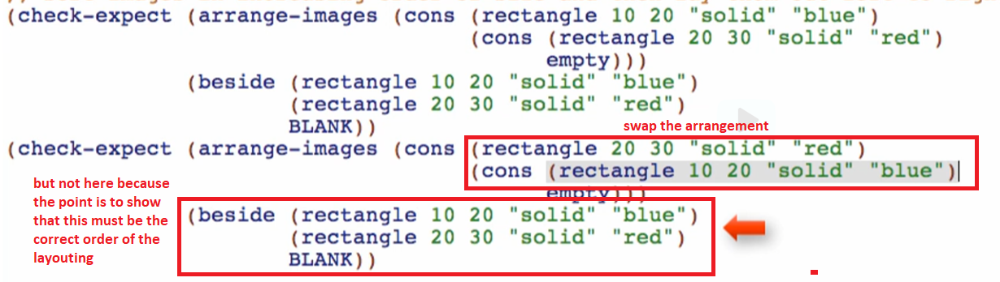 (check-expect (arrange-images (cons (rectangle 10 20 "solid" "blue")
(cons (rectangle 20 30 "solid" "red")
empty)))
(beside (rectangle 10 20 "solid" "blue")
(rectangle 20 30 "solid" "red")
BLANK))
swap the arrangement
(check-expect (arrange-images (cons (rectangle 20 30 "solid" "red")
(cons (rectangle 10 20 "solid" "blue")
empty)))
but not here because
the point is to show
that this must be the
correct order of the
layouting
(beside (rectangle 10 20 "solid" "blue")
(rectangle 20 30 "solid" "red")
BLANK))